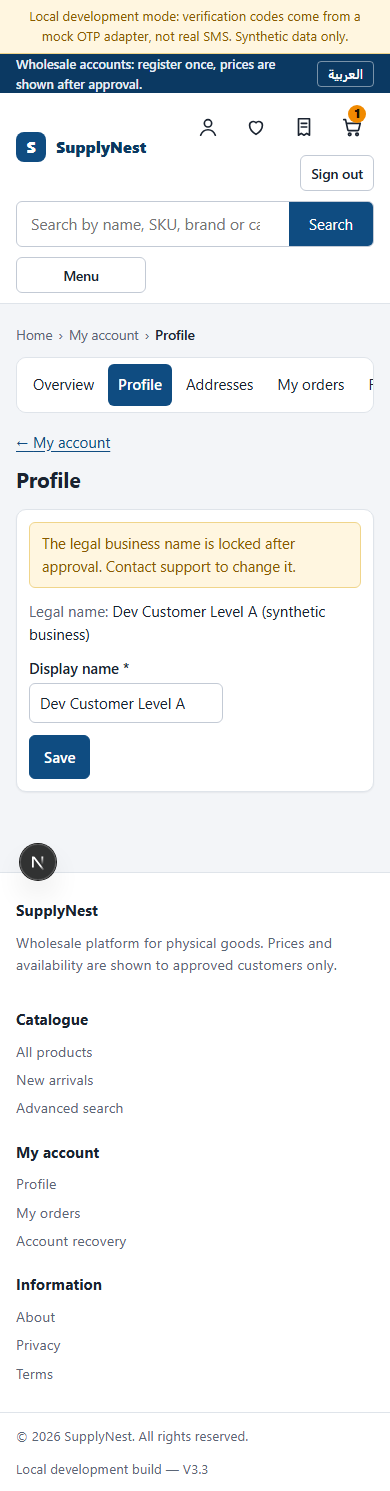 Local development mode: verification codes come from a
mock OTP adapter, not real SMS. Synthetic data only.
Wholesale accounts: register once, prices are
shown after approval.
العربية
1
S SupplyNest
Sign out
Search by name, SKU, brand or ca
Search
Menu
Home › My account › Profile
Overview Profile Addresses My orders
← My account
Profile
The legal business name is locked after
approval. Contact support to change it.
Legal name: Dev Customer Level A (synthetic
business)
Display name *
Dev Customer Level A
Save
N
SupplyNest
Wholesale platform for physical goods. Prices and
availability are shown to approved customers only.
Catalogue
All products
New arrivals
Advanced search
My account
Profile
My orders
Account recovery
Information
About
Privacy
Terms
© 2026 SupplyNest. All rights reserved.
Local development build — V3.3